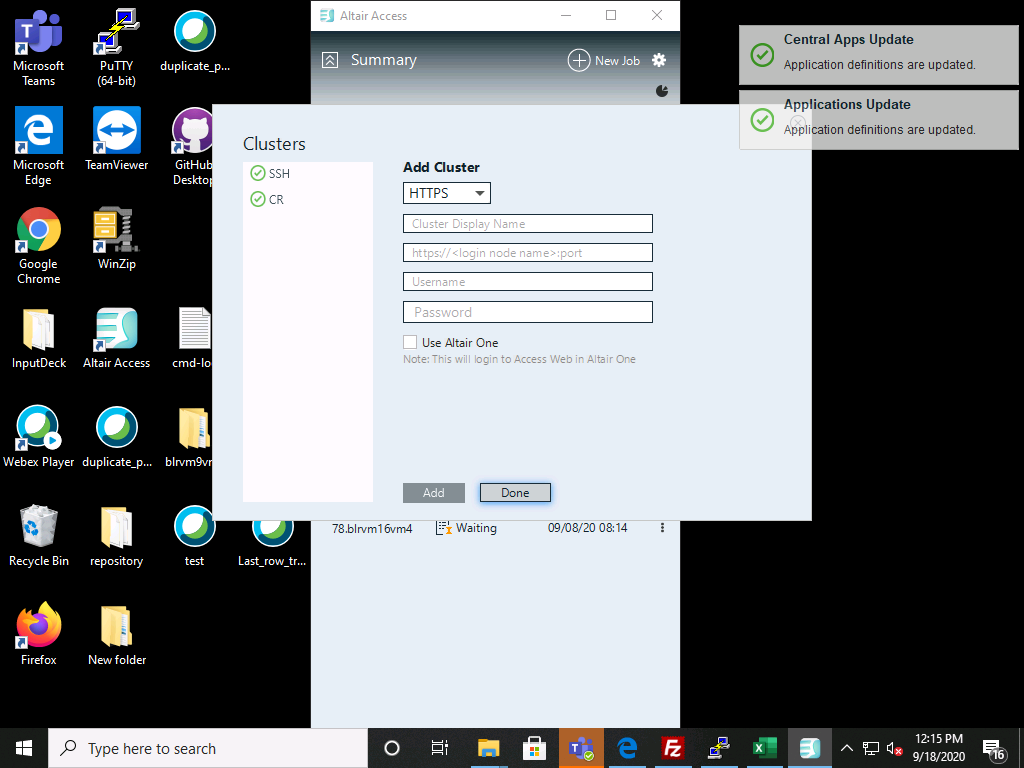 Microsoft
Teams
PuTTY
(64-bit)
duplicate_p...
Microsoft
Edge
TeamViewer
GitHub
Desktop
Google
Chrome
WinZip
InputDeck
Altair Access
cmd-lo
Webex Player
duplicate_p...
blrvm9vm
Recycle Bin
repository
test
Last_row_tr...
Firefox
New folder
Altair Access
Summary
New Job
Central Apps Update
Application definitions are updated.
Applications Update
Application definitions are updated.
Clusters
SSH
CR
Add Cluster
HTTPS
Cluster Display Name
https://<login node name>:port
Username
Password
Use Altair One
Note: This will login to Access Web in Altair One
Add
Done
78.blrvm16vm4
Waiting
09/08/20 08:14
Type here to search
12:15 PM
9/18/2020
16